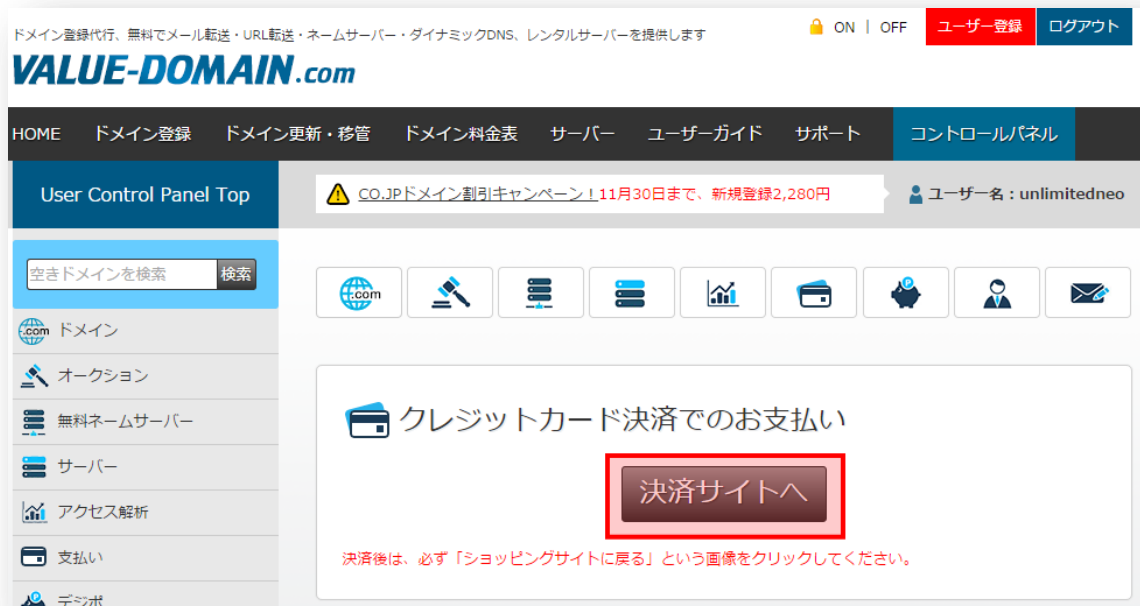 ドメイン登録代行、無料でメール転送・URL転送・ネームサーバー・ダイナミックDNS、レンタルサーバーを提供します
ON | OFF
ユーザー登録
ログアウト
VALUE-DOMAIN.com
HOME ドメイン登録 ドメイン更新・移管 ドメイン料金表 サーバー ユーザーガイド サポート コントロールパネル
User Control Panel Top
CO.JPドメイン割引キャンペーン！11月30日まで、新規登録2,280円
ユーザー名：unlimitedneo
空きドメインを検索 検索
.com
.com ドメイン
オークション
無料ネームサーバー
サーバー
アクセス解析
支払い
デジポ
クレジットカード決済でのお支払い
決済サイトへ
決済後は、必ず「ショッピングサイトに戻る」という画像をクリックしてください。